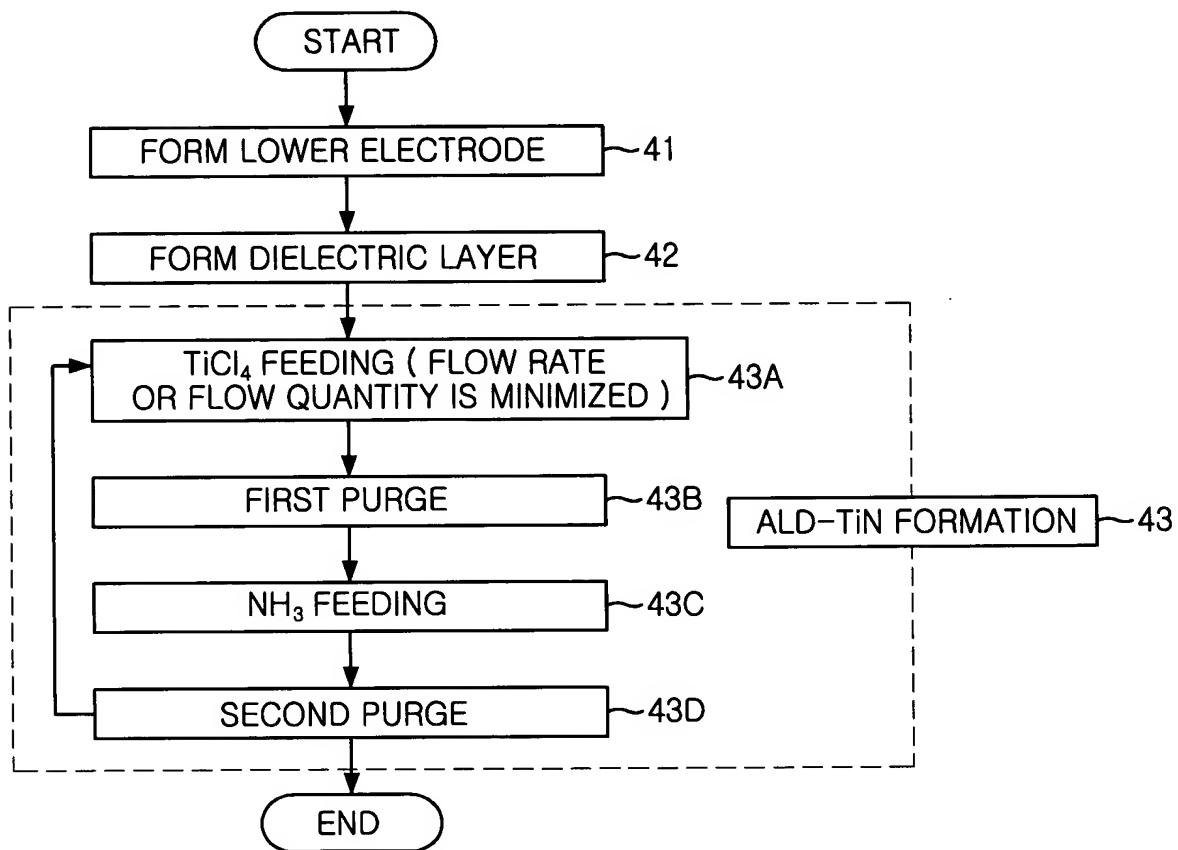 START
FORM LOWER ELECTRODE
41
FORM DIELECTRIC LAYER
42
TiCl₄ FEEDING ( FLOW RATE
OR FLOW QUANTITY IS MINIMIZED )
43A
FIRST PURGE
43B
ALD-TiN FORMATION
43
NH₃ FEEDING
43C
SECOND PURGE
43D
END